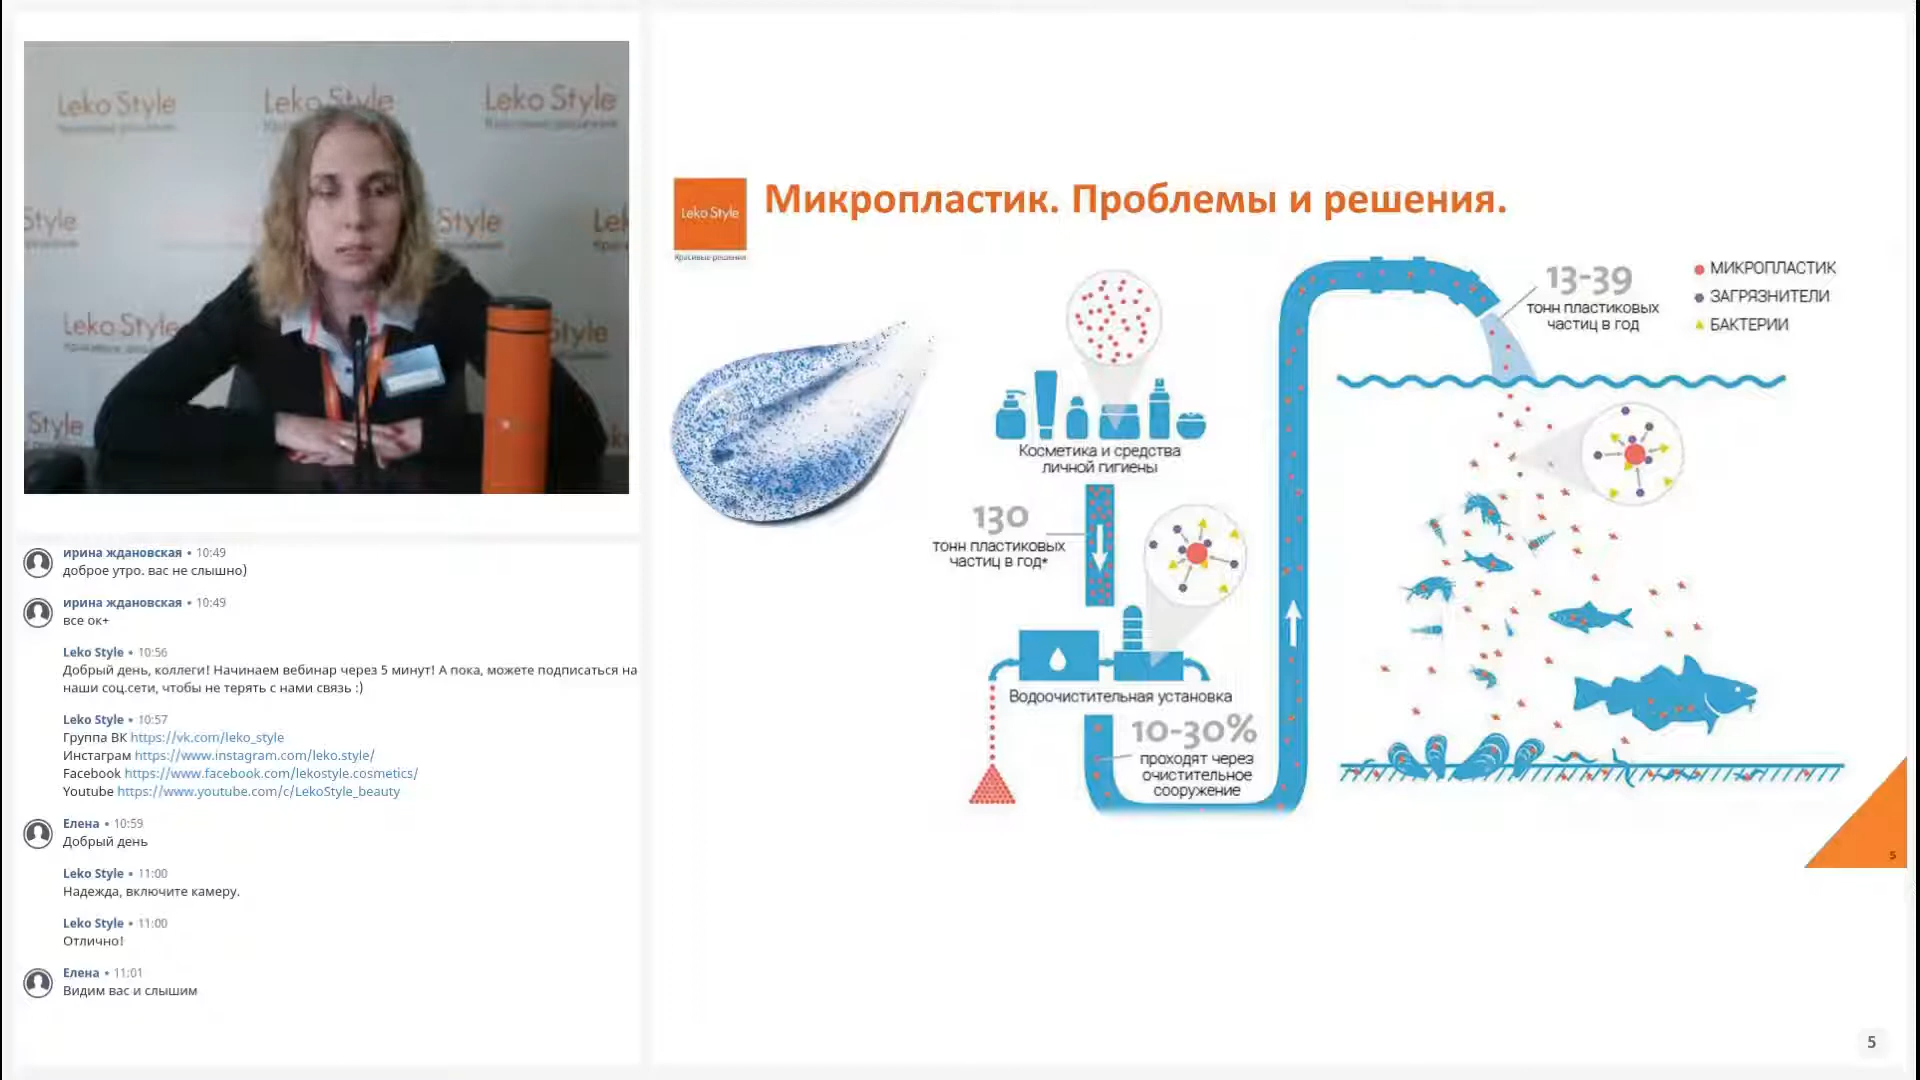 Leko Style
Leko Style
Leko Style
Style
Style
Lek
Leko Style
Style
Style
ирина ждановская • 10:49
доброе утро. вас не слышно)
ирина ждановская • 10:49
все ок+
Leko Style • 10:56
Добрый день, коллеги! Начинаем вебинар через 5 минут! А пока, можете подписаться на
наши соц.сети, чтобы не терять с нами связь :)
Leko Style • 10:57
Группа ВК https://vk.com/leko_style
Инстаграм https://www.instagram.com/leko.style/
Facebook https://www.facebook.com/lekostyle.cosmetics/
Youtube https://www.youtube.com/c/LekoStyle_beauty
Елена • 10:59
Добрый день
Leko Style • 11:00
Надежда, включите камеру.
Leko Style • 11:00
Отлично!
Елена • 11:01
Видим вас и слышим
Leko Style
Красивые решения
Микропластик. Проблемы и решения.
Косметика и средства
личной гигиены
130
тонн пластиковых
частиц в год*
Водоочистительная установка
10-30%
проходят через
очистительное
сооружение
13-39
тонн пластиковых
частиц в год
МИКРОПЛАСТИК
ЗАГРЯЗНИТЕЛИ
БАКТЕРИИ
5
5